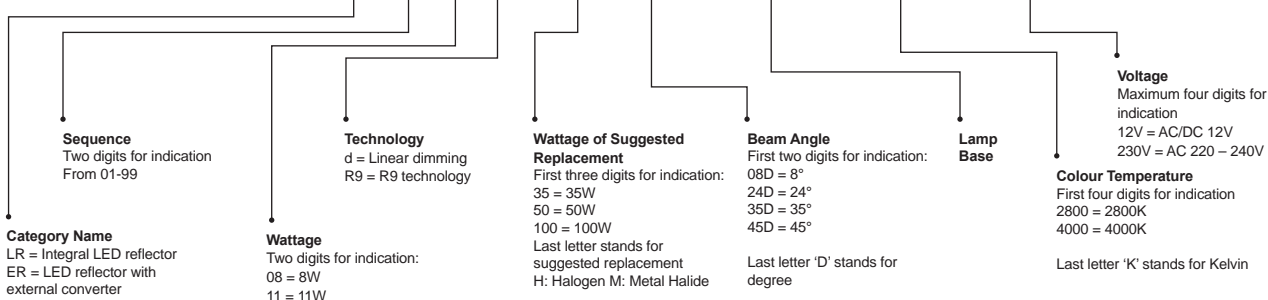 Sequence
Two digits for indication
From 01-99
Category Name
LR = Integral LED reflector
ER = LED reflector with
external converter
Wattage
Two digits for indication:
08 = 8W
11 = 11W
Technology
d = Linear dimming
R9 = R9 technology
Wattage of Suggested
Replacement
First three digits for indication:
35 = 35W
50 = 50W
100 = 100W
Last letter stands for
suggested replacement
H: Halogen M: Metal Halide
Beam Angle
First two digits for indication:
08D = 8°
24D = 24°
35D = 35°
45D = 45°
Last letter 'D' stands for
degree
Lamp
Base
Colour Temperature
First four digits for indication
2800 = 2800K
4000 = 4000K
Last letter 'K' stands for Kelvin
Voltage
Maximum four digits for
indication
12V = AC/DC 12V
230V = AC 220 – 240V